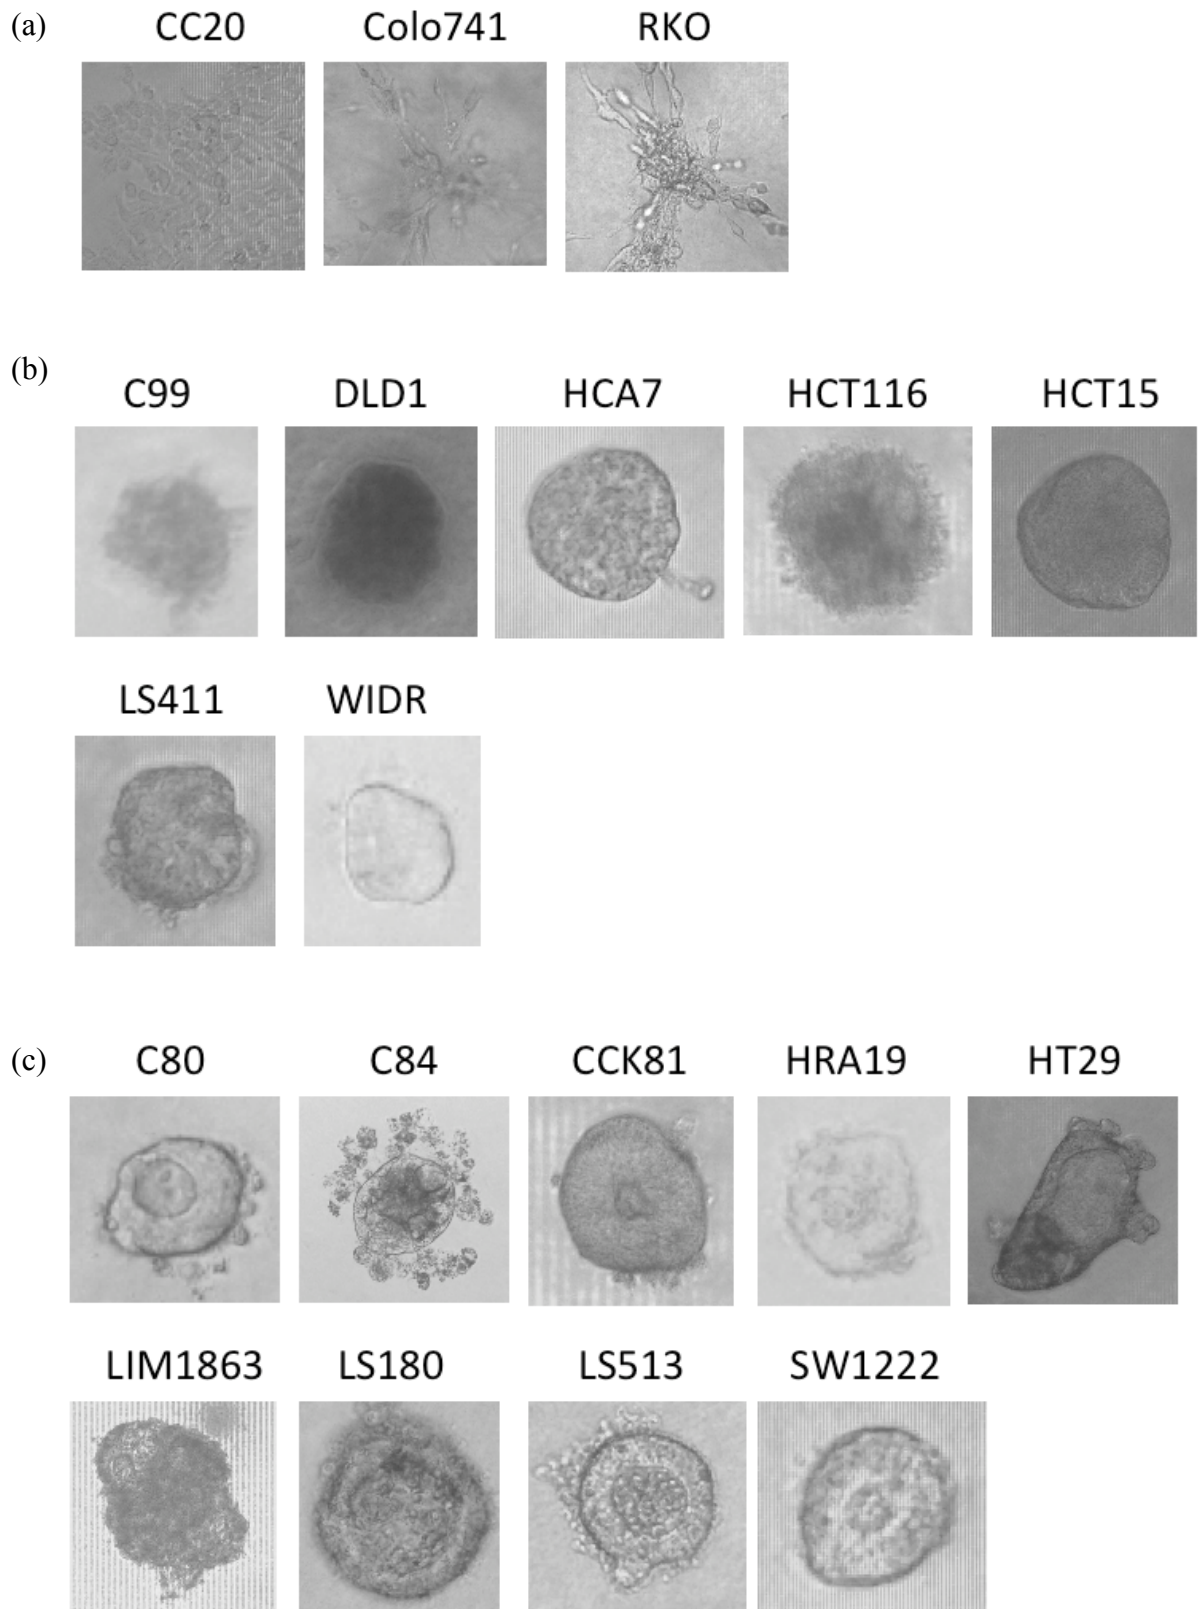 (a) CC20 Colo741 RKO
(b) C99 DLD1 HCA7 HCT116 HCT15
LS411 WIDR
(c) C80 C84 CCK81 HRA19 HT29
LIM1863 LS180 LS513 SW1222